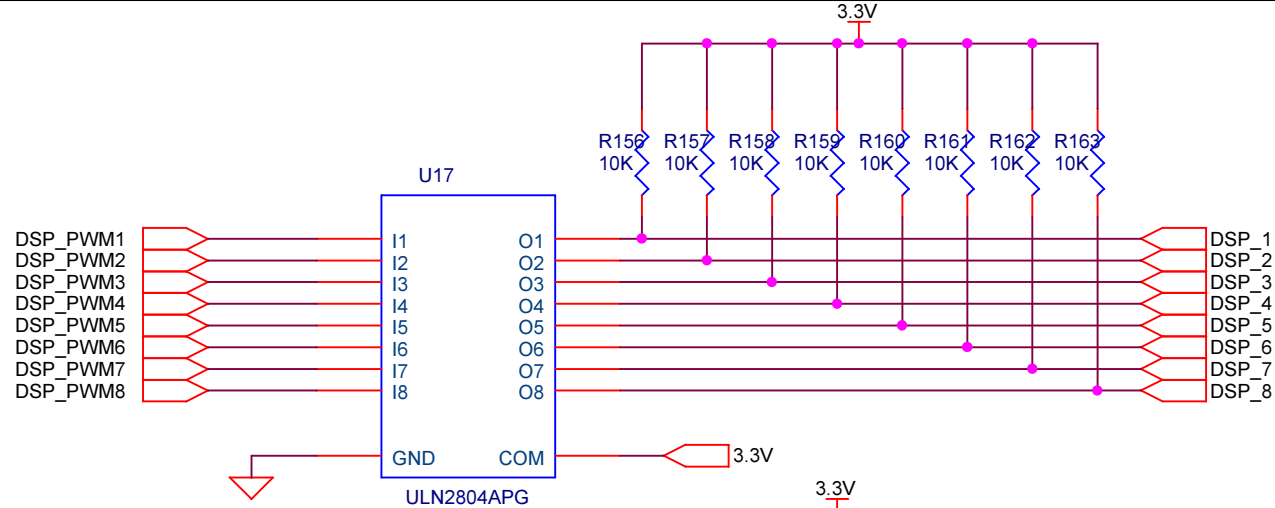 3.3V
R156 R157 R158 R159 R160 R161 R162 R163
10K 10K 10K 10K 10K 10K 10K 10K
U17
DSP_PWM1 I1 O1 DSP_1
DSP_PWM2 I2 O2 DSP_2
DSP_PWM3 I3 O3 DSP_3
DSP_PWM4 I4 O4 DSP_4
DSP_PWM5 I5 O5 DSP_5
DSP_PWM6 I6 O6 DSP_6
DSP_PWM7 I7 O7 DSP_7
DSP_PWM8 I8 O8 DSP_8
GND COM 3.3V
ULN2804APG
3.3V